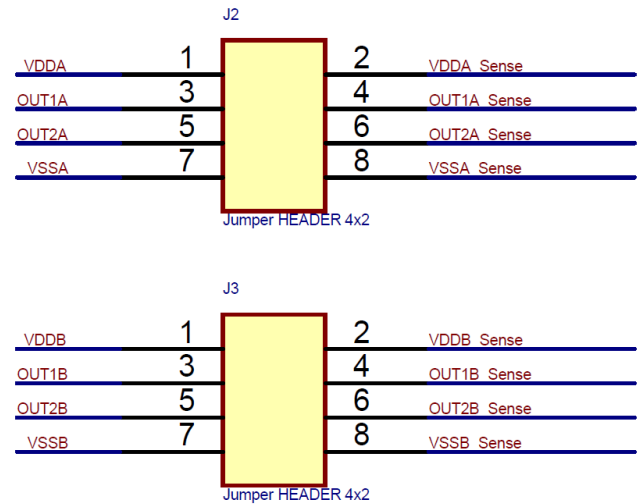 J2
VDDA 1 2 VDDA_Sense
OUT1A 3 4 OUT1A_Sense
OUT2A 5 6 OUT2A_Sense
VSSA 7 8 VSSA_Sense
Jumper HEADER 4x2
J3
VDDB 1 2 VDDB_Sense
OUT1B 3 4 OUT1B_Sense
OUT2B 5 6 OUT2B_Sense
VSSB 7 8 VSSB_Sense
Jumper HEADER 4x2